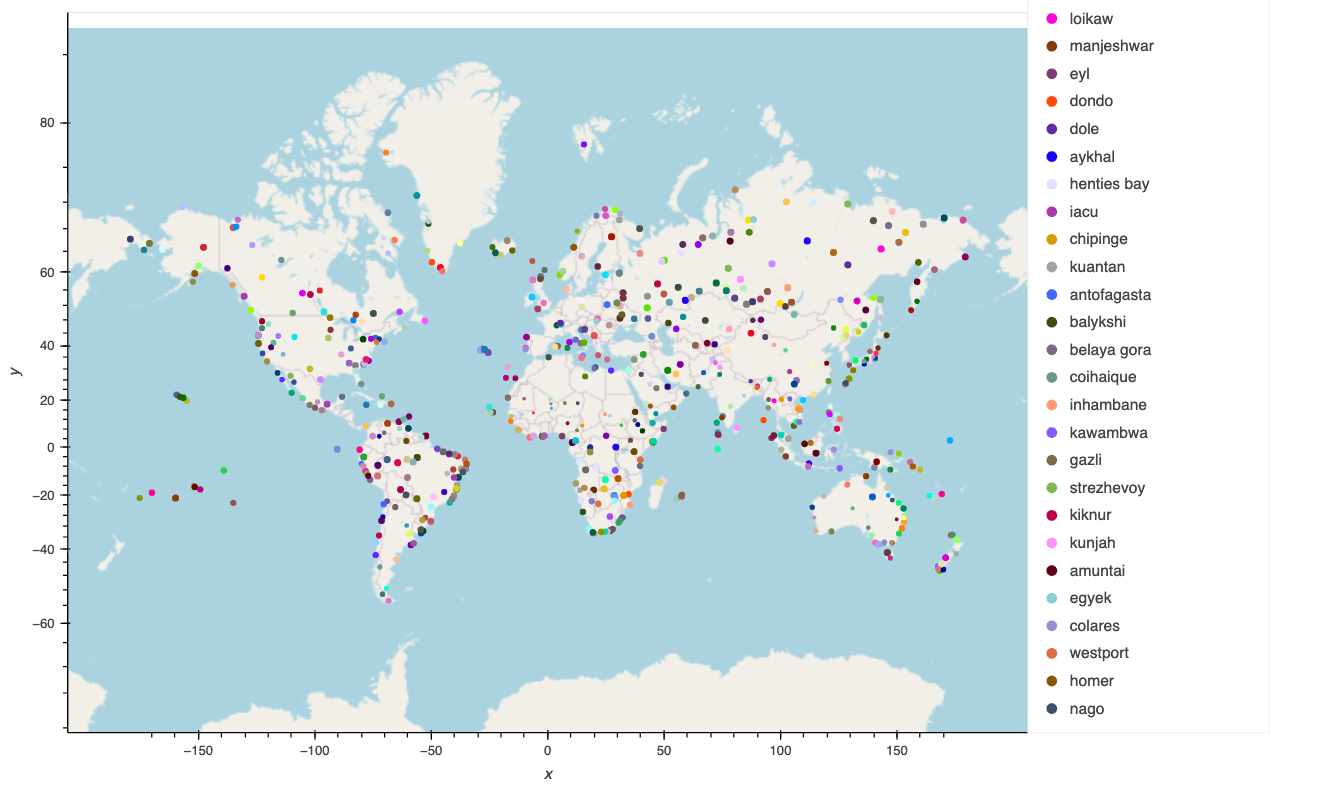 80
60
40
20
0
−20
−40
−60
y
−150
−100
−50
0
50
100
150
x
loikaw
manjeshwar
eyl
dondo
dole
aykhal
henties bay
iacu
chipinge
kuantan
antofagasta
balykshi
belaya gora
coihaique
inhambane
kawambwa
gazli
strezhevoy
kiknur
kunjah
amuntai
egyek
colares
westport
homer
nago